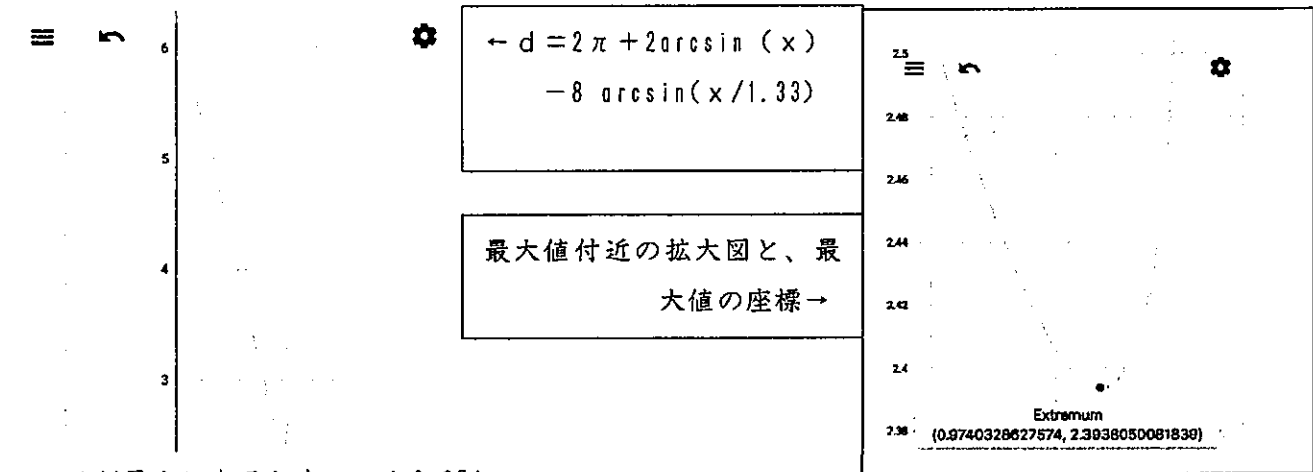 6
5
4
3
← d =2π+2arcsin (x)
−8 arcsin(x/1.33)
最大値付近の拡大図と、最
大値の座標→
2.5
2.48
2.46
2.44
2.42
2.4
2.38
Extremum
(0.9740328627574, 2.3938050081839)